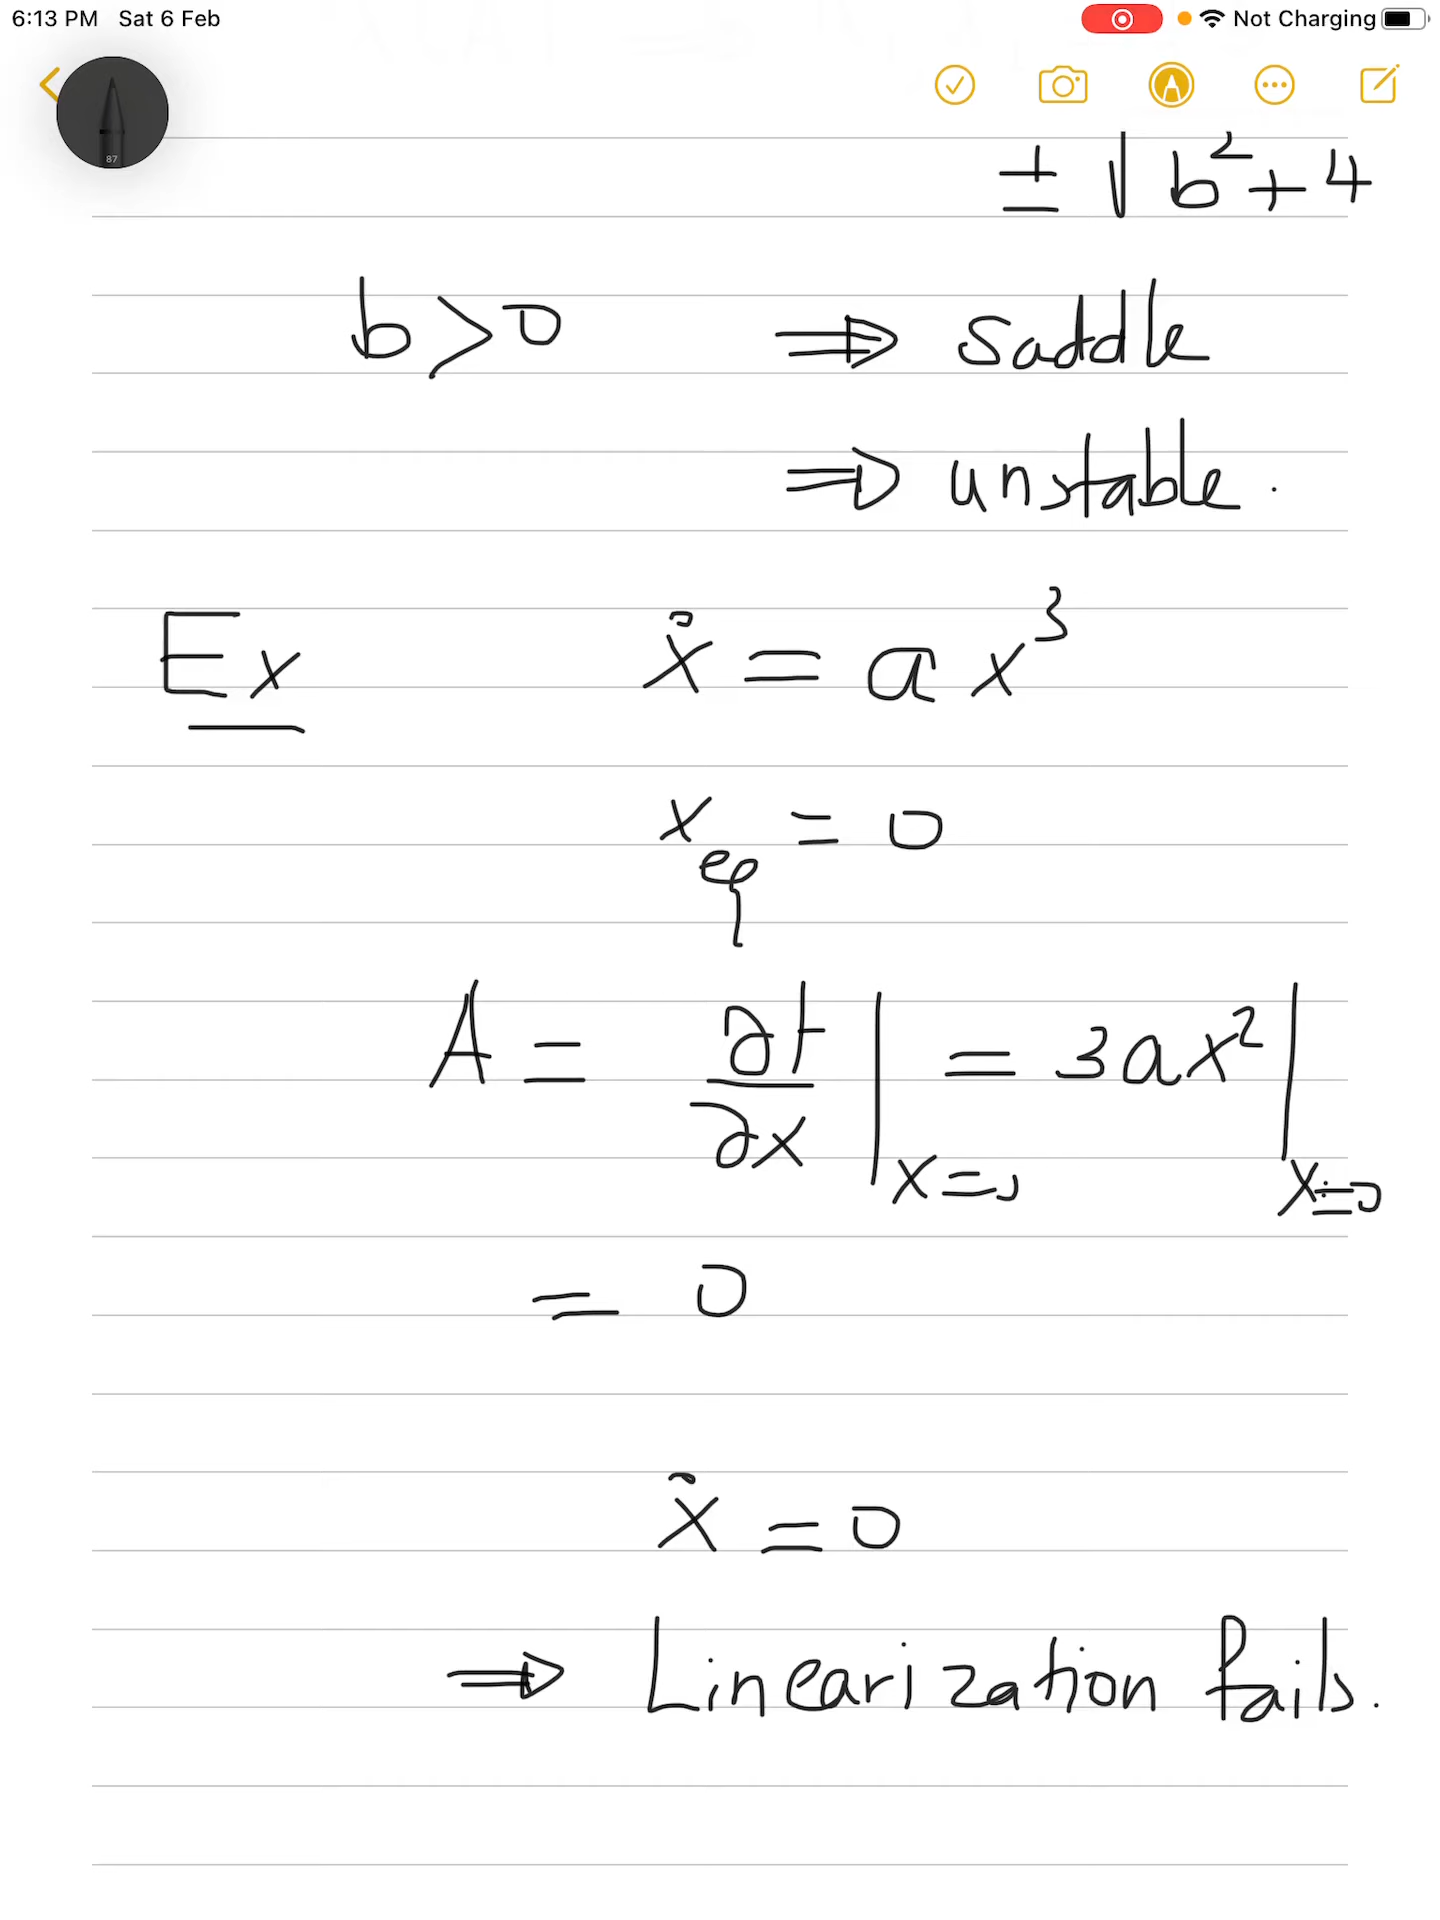 6:13 PM Sat 6 Feb Not Charging
87
± √ b² + 4
b > 0 ⇒ saddle
⇒ unstable.
Ex ẋ = a x³
x_eq = 0
A = ∂f/∂x |x=0 = 3ax² |x=0
= 0
ẋ = 0
⇒ Linearization fails.